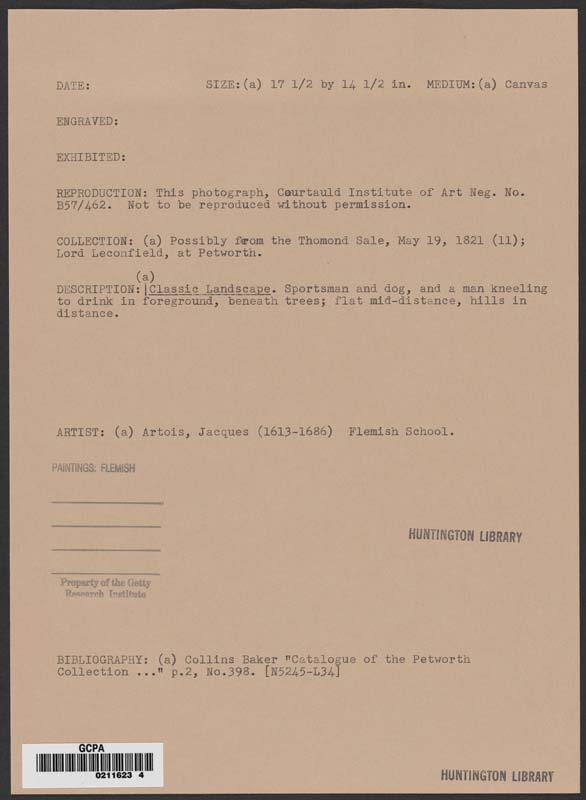 DATE: SIZE:(a) 17 1/2 by 14 1/2 in. MEDIUM:(a) Canvas
ENGRAVED:
EXHIBITED:
REPRODUCTION: This photograph, Courtauld Institute of Art Neg. No.
B57/462. Not to be reproduced without permission.
COLLECTION: (a) Possibly from the Thomond Sale, May 19, 1821 (11);
Lord Leconfield, at Petworth.
(a)
DESCRIPTION:|Classic Landscape. Sportsman and dog, and a man kneeling
to drink in foreground, beneath trees; flat mid-distance, hills in
distance.
ARTIST: (a) Artois, Jacques (1613-1686) Flemish School.
PAINTINGS: FLEMISH
HUNTINGTON LIBRARY
Property of the Getty
Research Institute
BIBLIOGRAPHY: (a) Collins Baker "Catalogue of the Petworth
Collection ..." p.2, No.398. [N5245-L34]
GCPA
0211623 4
HUNTINGTON LIBRARY